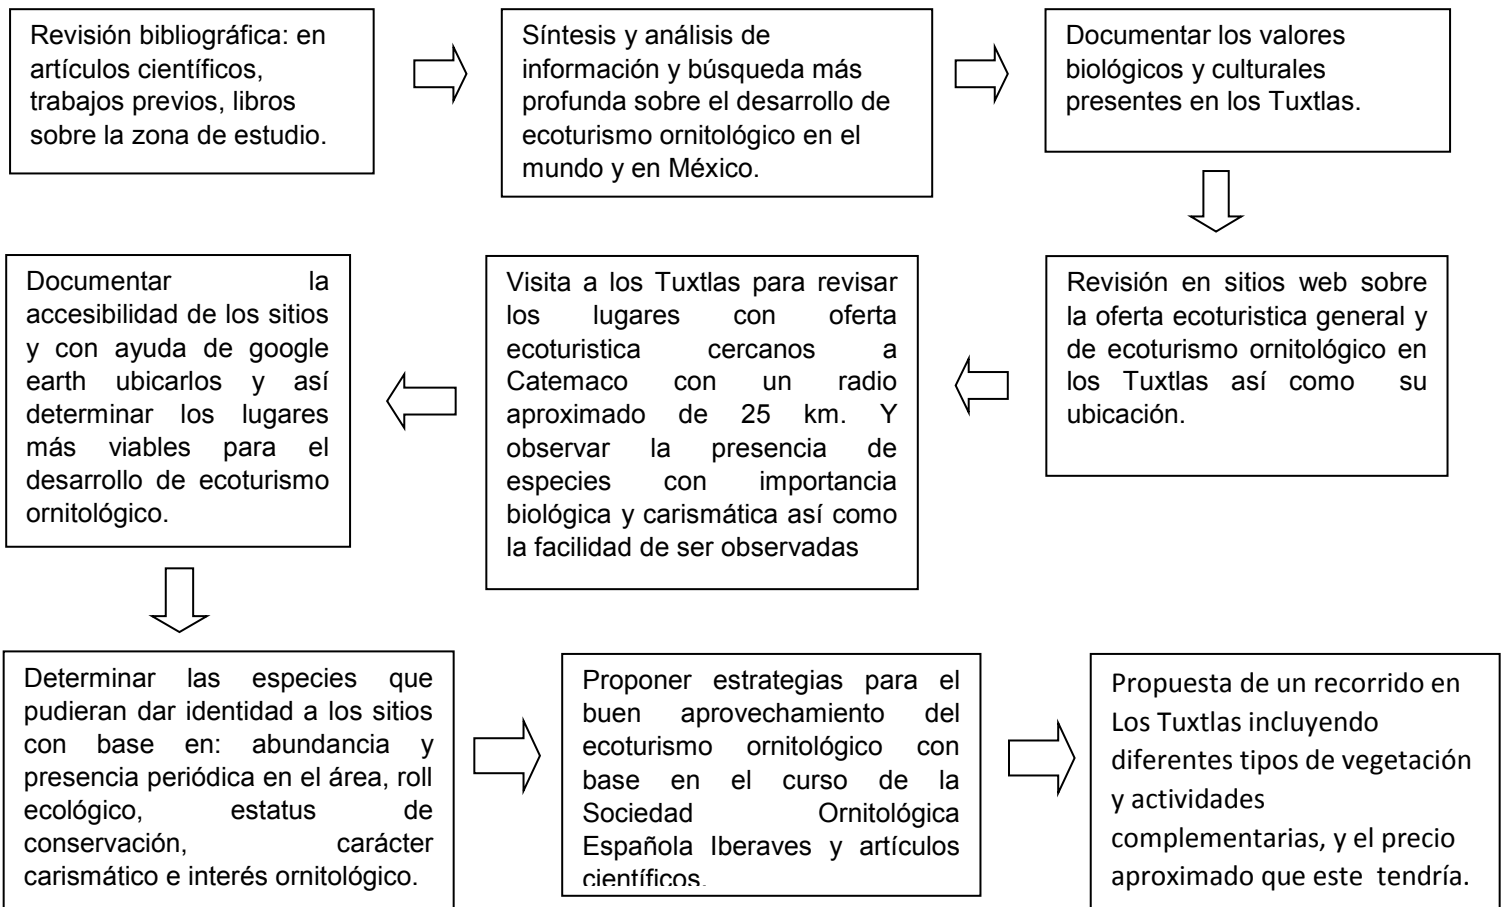 Revisión bibliográfica: en
artículos científicos,
trabajos previos, libros
sobre la zona de estudio.
Síntesis y análisis de
información y búsqueda más
profunda sobre el desarrollo de
ecoturismo ornitológico en el
mundo y en México.
Documentar los valores
biológicos y culturales
presentes en los Tuxtlas.
Revisión en sitios web sobre
la oferta ecoturistica general y
de ecoturismo ornitológico en
los Tuxtlas así como su
ubicación.
Visita a los Tuxtlas para revisar
los lugares con oferta
ecoturistica cercanos a
Catemaco con un radio
aproximado de 25 km. Y
observar la presencia de
especies con importancia
biológica y carismática así como
la facilidad de ser observadas
Documentar la
accesibilidad de los sitios
y con ayuda de google
earth ubicarlos y así
determinar los lugares
más viables para el
desarrollo de ecoturismo
ornitológico.
Determinar las especies que
pudieran dar identidad a los sitios
con base en: abundancia y
presencia periódica en el área, roll
ecológico, estatus de
conservación, carácter
carismático e interés ornitológico.
Proponer estrategias para el
buen aprovechamiento del
ecoturismo ornitológico con
base en el curso de la
Sociedad Ornitológica
Española Iberaves y artículos
científicos.
Propuesta de un recorrido en
Los Tuxtlas incluyendo
diferentes tipos de vegetación
y actividades
complementarias, y el precio
aproximado que este tendría.